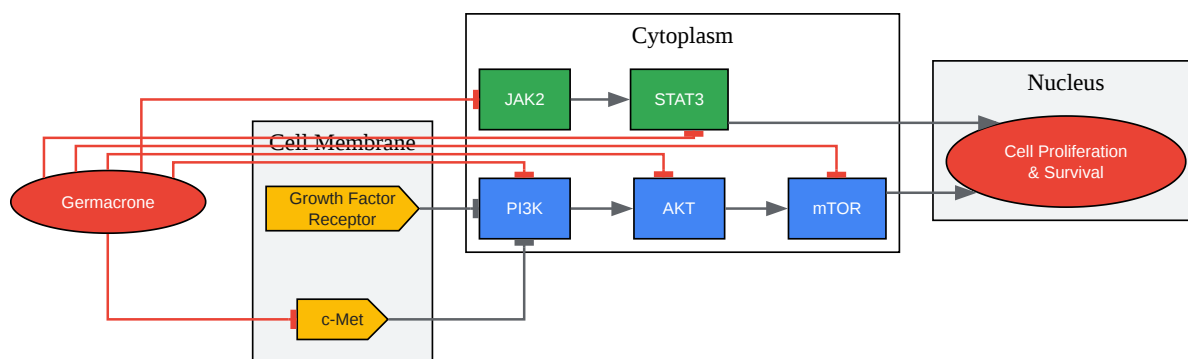 Cytoplasm
Nucleus
JAK2
STAT3
Cell Membrane
Cell Proliferation
& Survival
Germacrone
Growth Factor
Receptor
PI3K
AKT
mTOR
c-Met